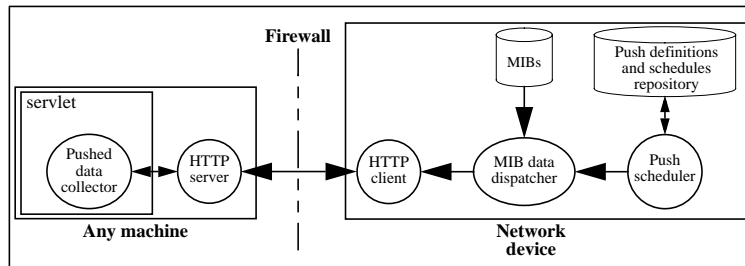 Firewall
MIBs
Push definitions
and schedules
repository
servlet
Pushed
data
collector
HTTP
server
HTTP
client
MIB data
dispatcher
Push
scheduler
Any machine
Network
device